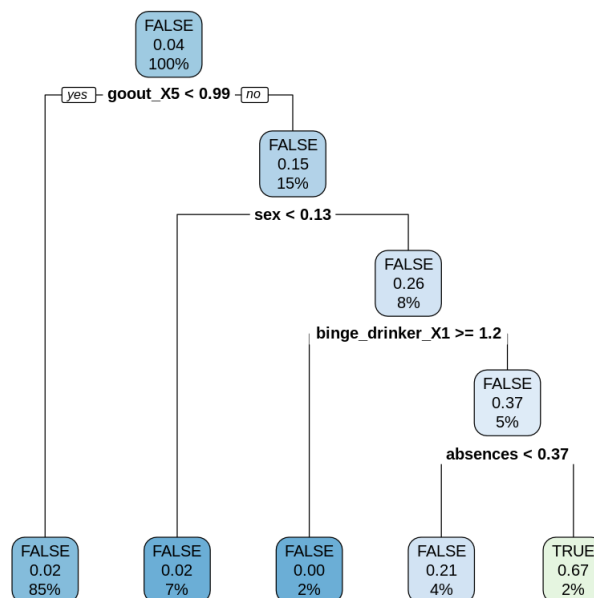 FALSE
0.04
100%
yes goout_X5 < 0.99 no
FALSE
0.15
15%
sex < 0.13
FALSE
0.26
8%
binge_drinker_X1 >= 1.2
FALSE
0.37
5%
absences < 0.37
FALSE
0.02
85%
FALSE
0.02
7%
FALSE
0.00
2%
FALSE
0.21
4%
TRUE
0.67
2%